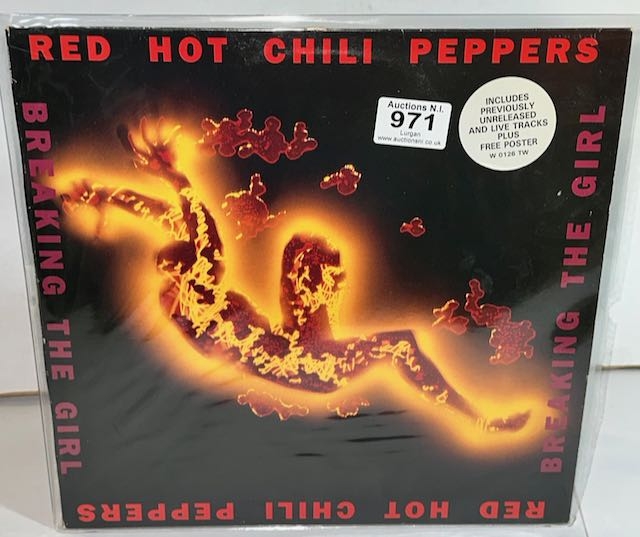 RED HOT CHILI PEPPERS
BREAKING THE GIRL
Auctions N.I.
971
Lurgan
www.auctionsni.co.uk
INCLUDES
PREVIOUSLY
UNRELEASED
AND LIVE TRACKS
PLUS
FREE POSTER
W 0126 TW
BREAKING THE GIRL
RED HOT CHILI PEPPERS